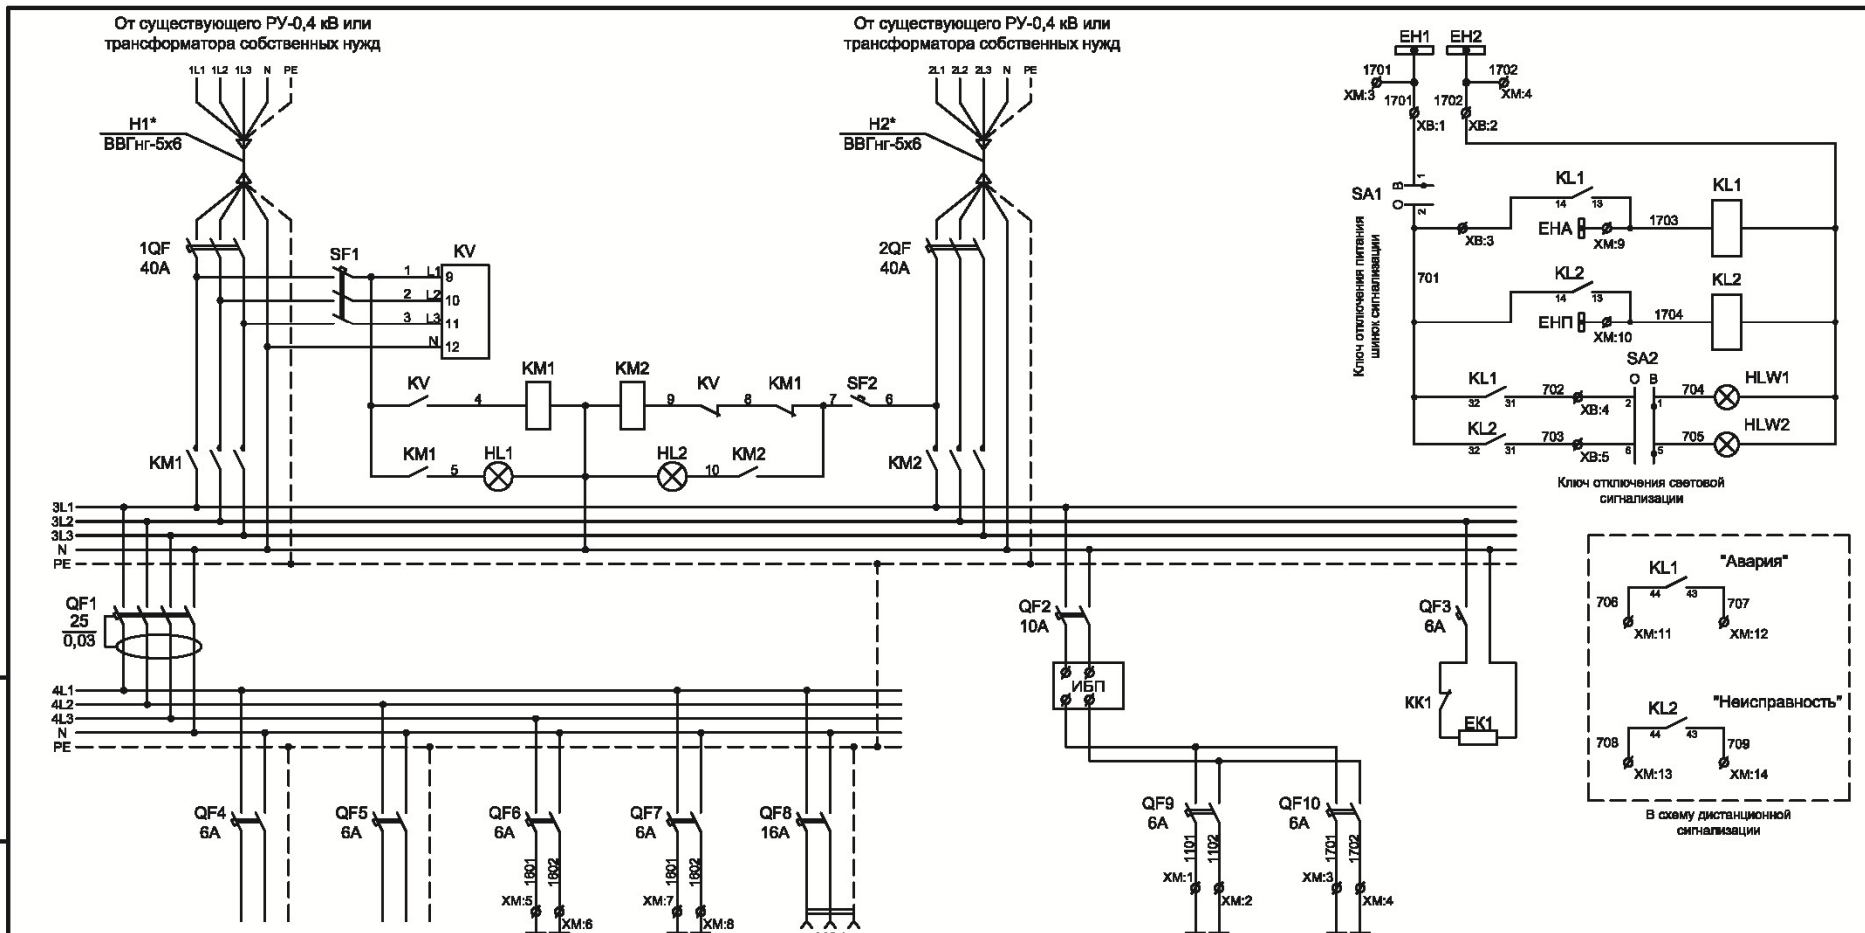 От существующего РУ-0,4 кВ или
трансформатора собственных нужд
1L1 1L2 1L3 N PE
H1*
ВВГнг-5х6
От существующего РУ-0,4 кВ или
трансформатора собственных нужд
2L1 2L2 2L3 N PE
H2*
ВВГнг-5х6
1QF
40A
SF1
KV
1 L1 9
2 L2 10
3 L3 11
N 12
2QF
40A
KV 4 KM1 KM2 9 KV 8 KM1 7 SF2 6
KM1 5 HL1 HL2 10 KM2
KM1
KM2
3L1
3L2
3L3
N
PE
QF1
25
0,03
4L1
4L2
4L3
N
PE
QF2
10A
ИБП
QF3
6A
KK1
EK1
QF4
6A
QF5
6A
QF6
6A
1801 1802
XM:5
XM:6
QF7
6A
1801 1802
XM:7
XM:8
QF8
16A
QF9
6A
1101 1102
XM:1
XM:2
QF10
6A
1701 1702
XM:3
XM:4
EH1 EH2
1701 1702
XM:3 XM:4
1701 1702
XB:1 XB:2
SA1
О В
1
2
Ключ отключения питания
шинок сигнализации
701
XB:3
KL1
14 13
ЕНА
XM:9
1703
KL1
KL2
14 13
ЕНП
XM:10
1704
KL2
SA2
О В
KL1
32 31
702
XB:4
2 1
704
HLW1
KL2
32 31
703
XB:5
6 5
705
HLW2
Ключ отключения световой
сигнализации
"Авария"
KL1
44 43
706 707
XM:11 XM:12
"Неисправность"
KL2
44 43
708 709
XM:13 XM:14
В схему дистанционной
сигнализации